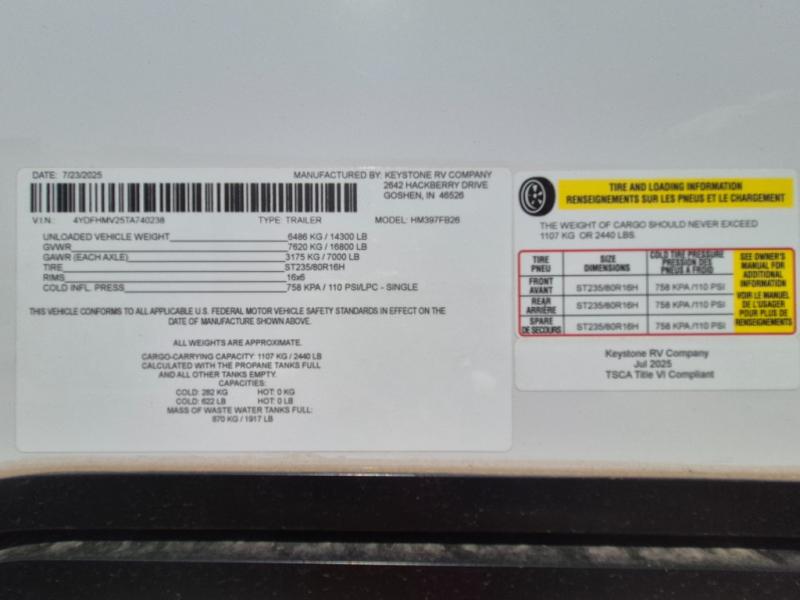 DATE: 7/23/2025 MANUFACTURED BY: KEYSTONE RV COMPANY
2642 HACKBERRY DRIVE
GOSHEN, IN 46526
V.I.N.: 4YDFHMV25TA740238 TYPE: TRAILER MODEL: HM397FB26
UNLOADED VEHICLE WEIGHT 6486 KG / 14300 LB
GVWR 7620 KG / 16800 LB
GAWR (EACH AXLE) 3175 KG / 7000 LB
TIRE ST235/80R16H
RIMS 16x6
COLD INFL. PRESS 758 KPA / 110 PSI/LPC - SINGLE
THIS VEHICLE CONFORMS TO ALL APPLICABLE U.S. FEDERAL MOTOR VEHICLE SAFETY STANDARDS IN EFFECT ON THE
DATE OF MANUFACTURE SHOWN ABOVE.
ALL WEIGHTS ARE APPROXIMATE.
CARGO-CARRYING CAPACITY: 1107 KG / 2440 LB
CALCULATED WITH THE PROPANE TANKS FULL
AND ALL OTHER TANKS EMPTY.
CAPACITIES:
COLD: 282 KG HOT: 0 KG
COLD: 622 LB HOT: 0 LB
MASS OF WASTE WATER TANKS FULL:
870 KG / 1917 LB
TIRE AND LOADING INFORMATION
RENSEIGNEMENTS SUR LES PNEUS ET LE CHARGEMENT
THE WEIGHT OF CARGO SHOULD NEVER EXCEED
1107 KG OR 2440 LBS.
TIRE
PNEU
SIZE
DIMENSIONS
COLD TIRE PRESSURE
PRESSION DES
PNEUS A FROID
FRONT
AVANT
ST235/80R16H
758 KPA /110 PSI
REAR
ARRIÈRE
ST235/80R16H
758 KPA /110 PSI
SPARE
DE SECOURS
ST235/80R16H
758 KPA /110 PSI
SEE OWNER'S
MANUAL FOR
ADDITIONAL
INFORMATION
VOIR LE MANUEL
DE L'USAGER
POUR PLUS DE
RENSEIGNEMENTS
Keystone RV Company
Jul 2025
TSCA Title VI Compliant